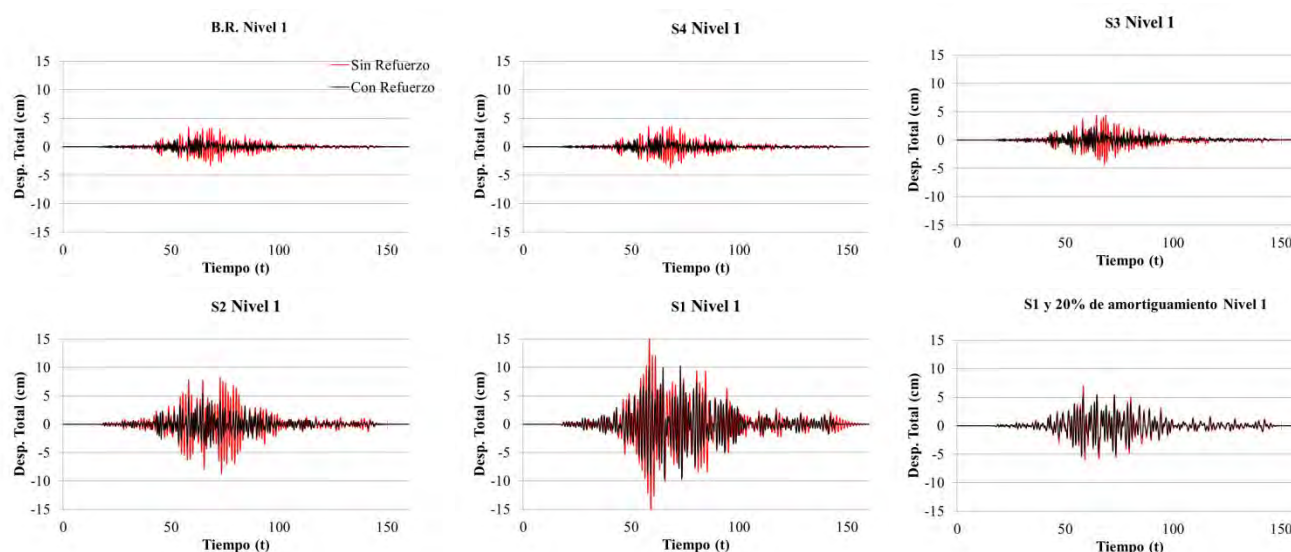 B.R. Nivel 1
Desp. Total (cm)
15
10
5
0
-5
-10
-15
0 50 100 150
Tiempo (t)
Sin Refuerzo
Con Refuerzo
S4 Nivel 1
Desp. Total (cm)
15
10
5
0
-5
-10
-15
0 50 100 150
Tiempo (t)
S3 Nivel 1
Desp. Total (cm)
15
10
5
0
-5
-10
-15
0 50 100 150
Tiempo (t)
S2 Nivel 1
Desp. Total (cm)
15
10
5
0
-5
-10
-15
0 50 100 150
Tiempo (t)
S1 Nivel 1
Desp. Total (cm)
15
10
5
0
-5
-10
-15
0 50 100 150
Tiempo (t)
S1 y 20% de amortiguamiento Nivel 1
Desp. Total (cm)
15
10
5
0
-5
-10
-15
0 50 100 150
Tiempo (t)